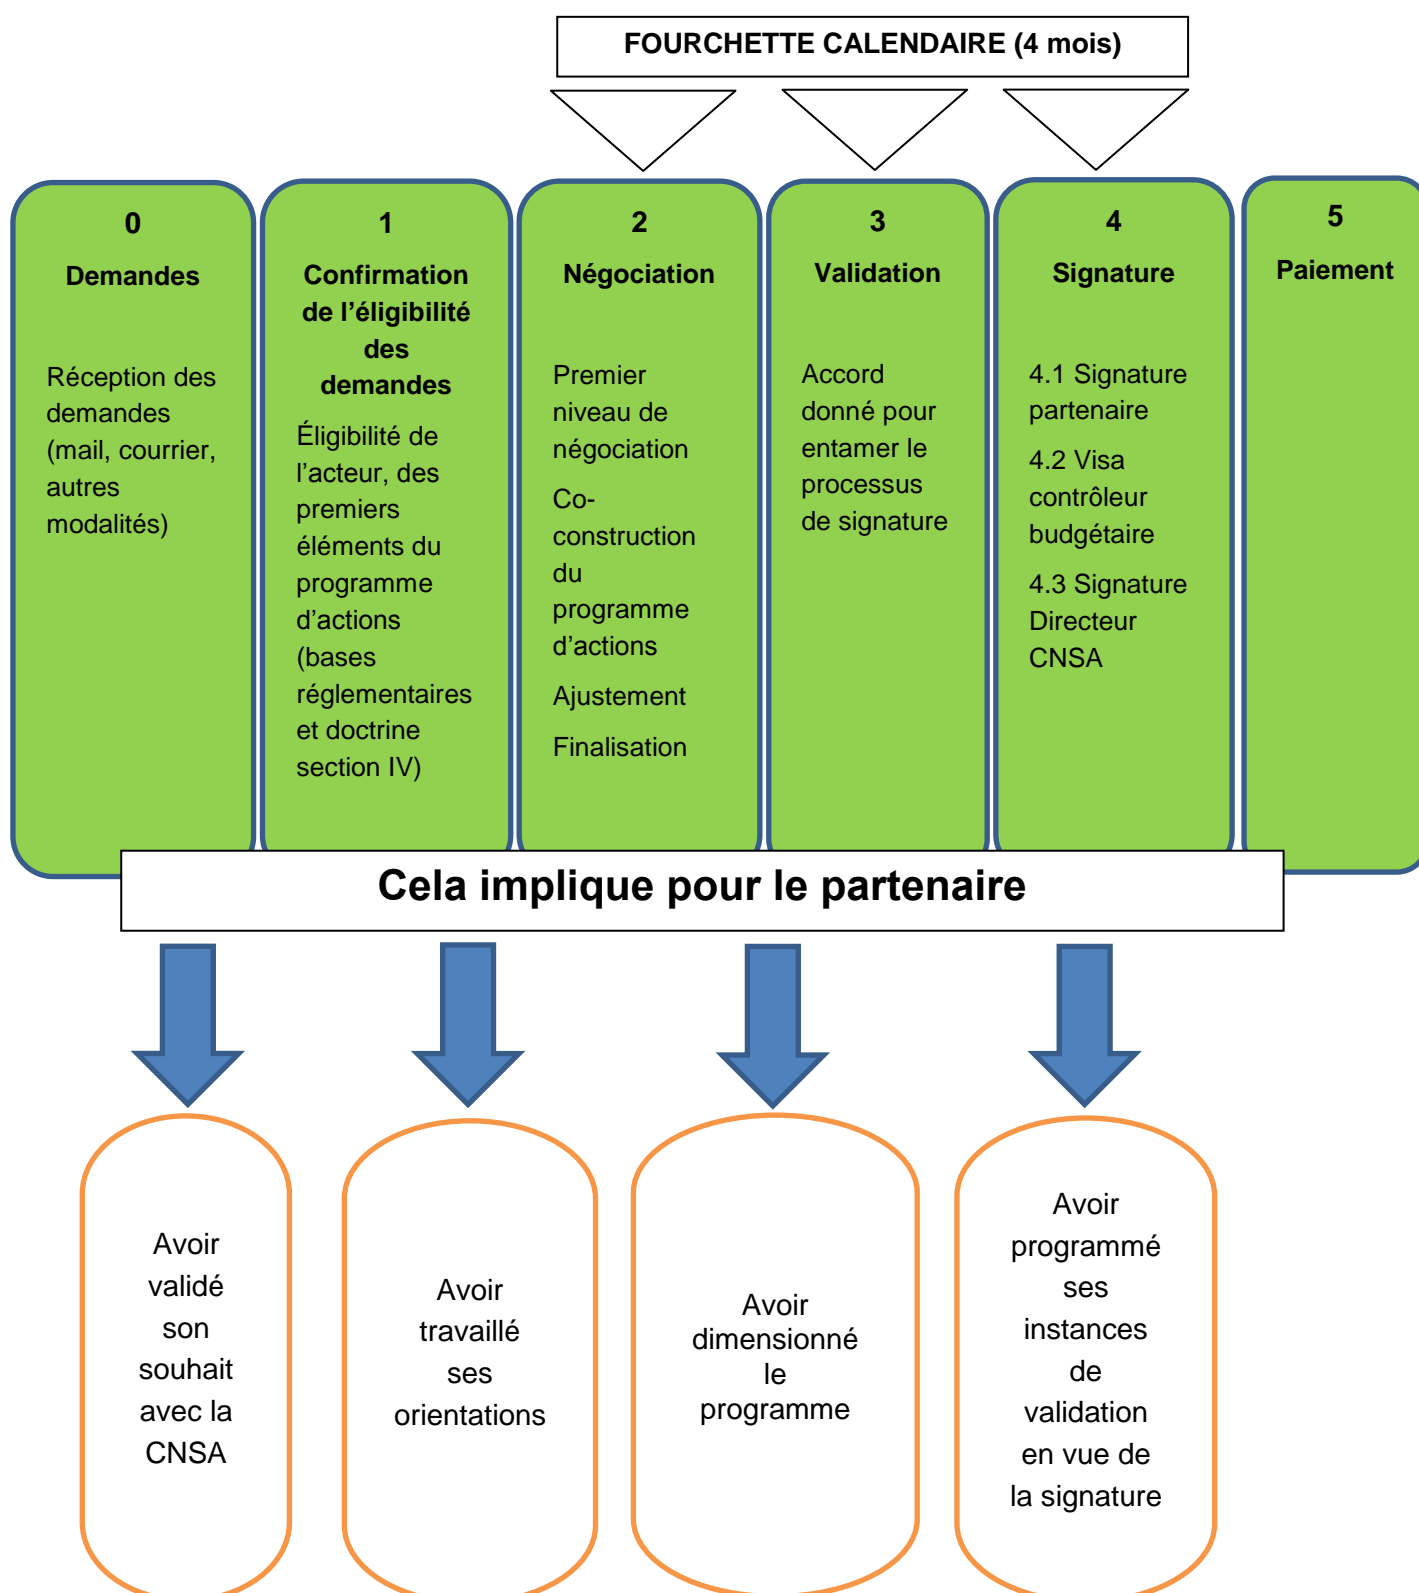 FOURCHETTE CALENDAIRE (4 mois)
0
Demandes
Réception des
demandes
(mail, courrier,
autres
modalités)
1
Confirmation
de l’éligibilité
des
demandes
Éligibilité de
l’acteur, des
premiers
éléments du
programme
d’actions
(bases
réglementaires
et doctrine
section IV)
2
Négociation
Premier
niveau de
négociation
Co-
construction
du
programme
d’actions
Ajustement
Finalisation
3
Validation
Accord
donné pour
entamer le
processus
de signature
4
Signature
4.1 Signature
partenaire
4.2 Visa
contrôleur
budgétaire
4.3 Signature
Directeur
CNSA
5
Paiement
Cela implique pour le partenaire
Avoir
validé
son
souhait
avec la
CNSA
Avoir
travaillé
ses
orientations
Avoir
dimensionné
le
programme
Avoir
programmé
ses
instances
de
validation
en vue de
la signature